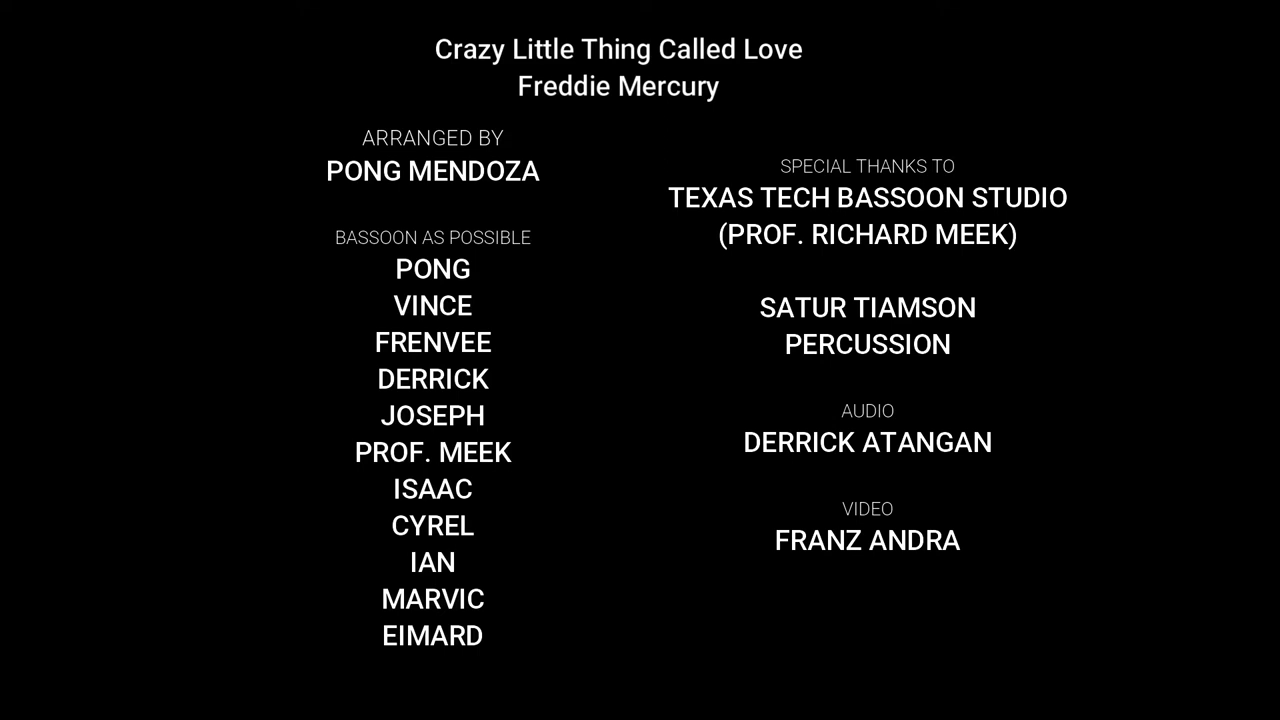 Crazy Little Thing Called Love
Freddie Mercury
ARRANGED BY
PONG MENDOZA
BASSOON AS POSSIBLE
PONG
VINCE
FRENVEE
DERRICK
JOSEPH
PROF. MEEK
ISAAC
CYREL
IAN
MARVIC
EIMARD
SPECIAL THANKS TO
TEXAS TECH BASSOON STUDIO
(PROF. RICHARD MEEK)
SATUR TIAMSON
PERCUSSION
AUDIO
DERRICK ATANGAN
VIDEO
FRANZ ANDRA